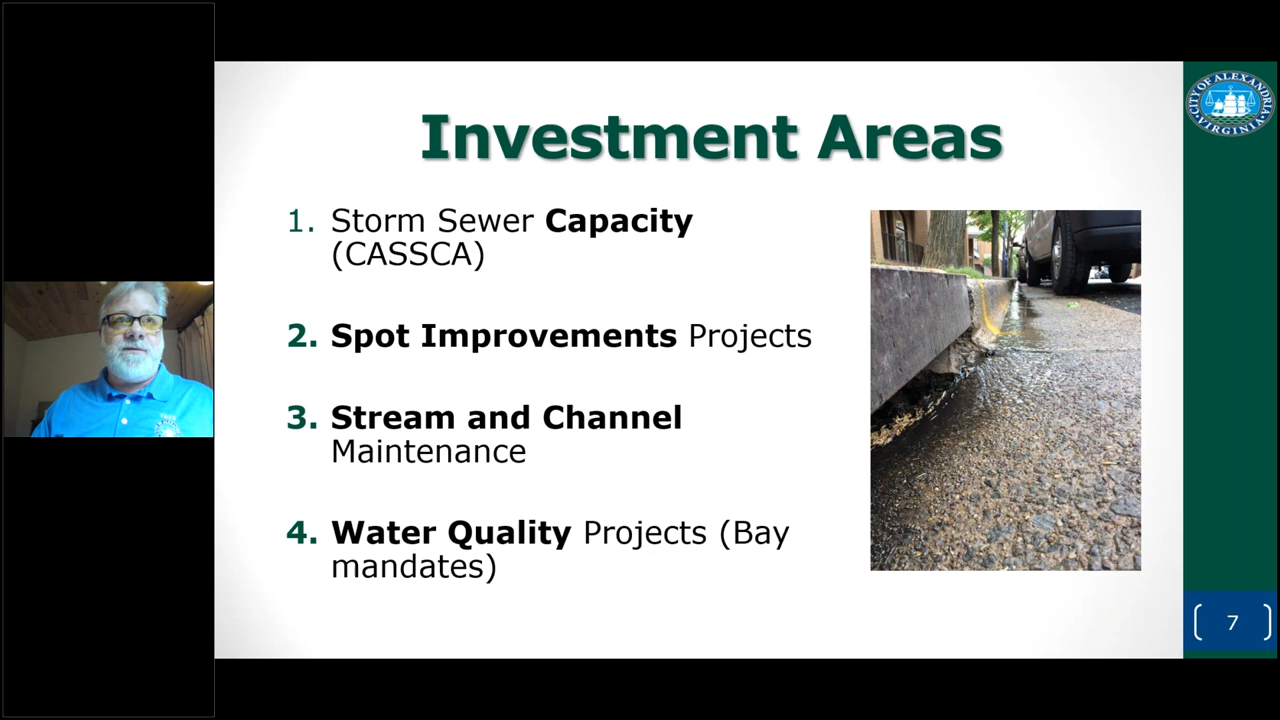 Investment Areas
1. Storm Sewer Capacity
(CASSCA)
2. Spot Improvements Projects
3. Stream and Channel
Maintenance
4. Water Quality Projects (Bay
mandates)
CITY OF ALEXANDRIA
VIRGINIA
7